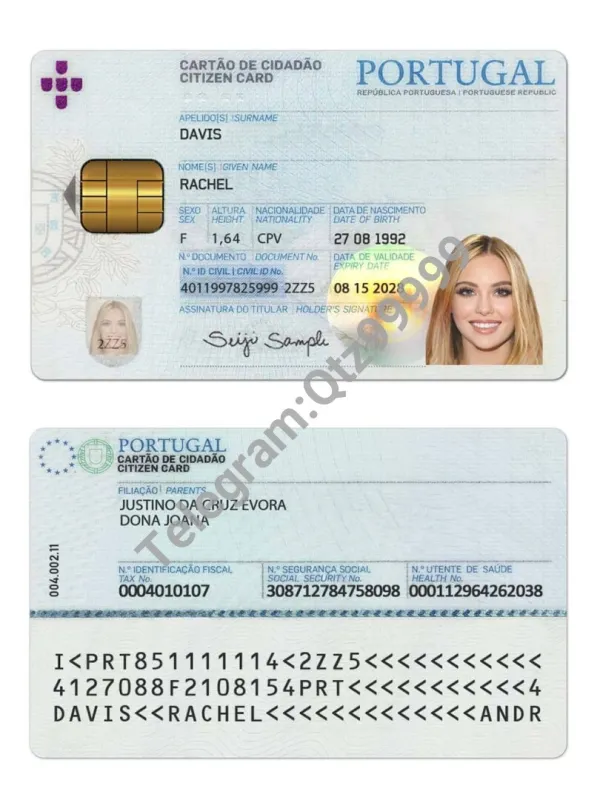 CARTÃO DE CIDADÃO
CITIZEN CARD
PORTUGAL
REPÚBLICA PORTUGUESA | PORTUGUESE REPUBLIC
APELIDO[S] | SURNAME
DAVIS
NOME[S] | GIVEN NAME
RACHEL
SEXO ALTURA NACIONALIDADE DATA DE NASCIMENTO
SEX HEIGHT NATIONALITY DATE OF BIRTH
F 1,64 CPV 27 08 1992
N.º DOCUMENTO DOCUMENT No. DATA DE VALIDADE
N.º ID CIVIL | CIVIL ID No. EXPIRY DATE
4011997825999 2ZZ5 08 15 2028
ASSINATURA DO TITULAR HOLDER'S SIGNATURE
Seiji Sample
2ZZ5
Telegram:Qtz99999
PORTUGAL
CARTÃO DE CIDADÃO
CITIZEN CARD
FILIAÇÃO | PARENTS
JUSTINO DA CRUZ EVORA
DONA JOANA
004.002.11
N.º IDENTIFICAÇÃO FISCAL N.º SEGURANÇA SOCIAL N.º UTENTE DE SAÚDE
TAX No. SOCIAL SECURITY No. HEALTH No.
0004010107 308712784758098 000112964262038
I<PRT851111114<2ZZ5<<<<<<<<<<<
4127088F2108154PRT<<<<<<<<<<<4
DAVIS<<RACHEL<<<<<<<<<<<<<ANDR